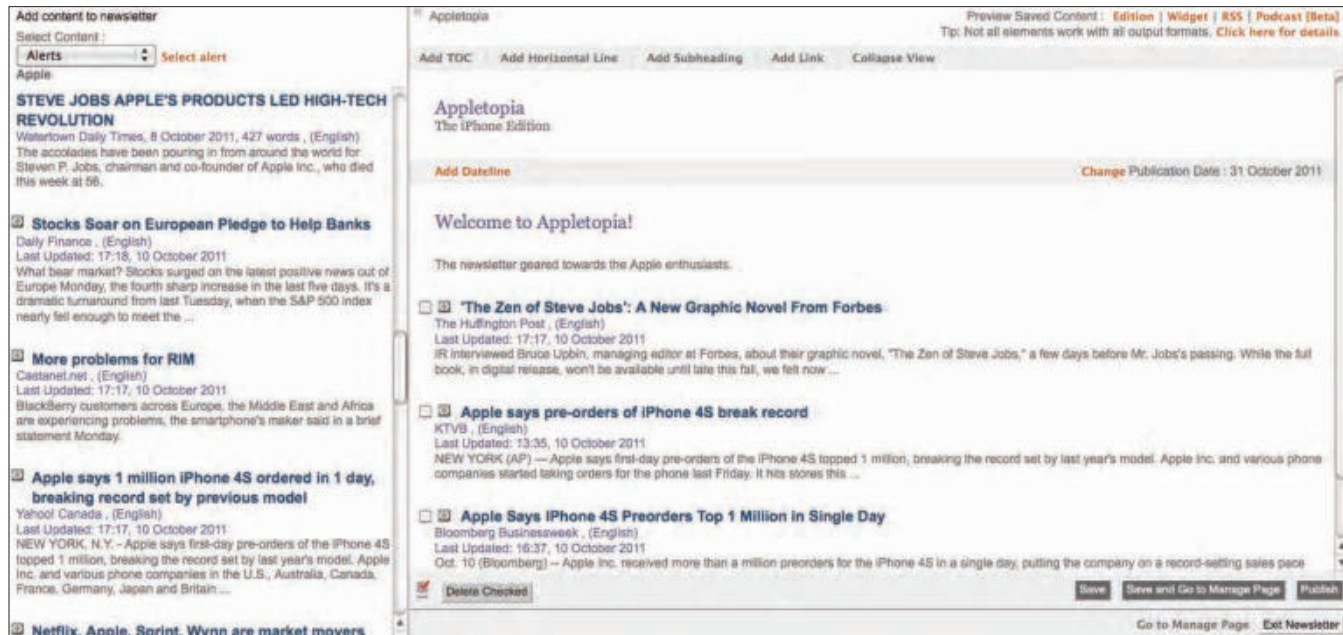 Add content to newsletter
Select Content :
Alerts
Select alert
Apple
STEVE JOBS APPLE'S PRODUCTS LED HIGH-TECH
REVOLUTION
Watertown Daily Times, 8 October 2011, 427 words , (English)
The accolades have been pouring in from around the world for
Steven P. Jobs, chairman and co-founder of Apple Inc., who died
this week at 56.
Stocks Soar on European Pledge to Help Banks
Daily Finance , (English)
Last Updated: 17:18, 10 October 2011
What bear market? Stocks surged on the latest positive news out of
Europe Monday, the fourth sharp increase in the last five days. It's a
dramatic turnaround from last Tuesday, when the S&P 500 index
nearly fell enough to meet the ...
More problems for RIM
Castanet.net , (English)
Last Updated: 17:17, 10 October 2011
BlackBerry customers across Europe, the Middle East and Africa
are experiencing problems, the smartphone's maker said in a brief
statement Monday.
Apple says 1 million iPhone 4S ordered in 1 day,
breaking record set by previous model
Yahoo! Canada , (English)
Last Updated: 17:17, 10 October 2011
NEW YORK, N.Y. - Apple says first-day pre-orders of the iPhone 4S
topped 1 million, breaking the record set by last year's model. Apple
Inc. and various phone companies in the U.S., Australia, Canada,
France, Germany, Japan and Britain ...
Netflix, Apple, Sprint, Wynn are market movers
Appletopia
Preview Saved Content : Edition | Widget | RSS | Podcast [Beta]
Tip: Not all elements work with all output formats. Click here for details
Add TOC Add Horizontal Line Add Subheading Add Link Collapse View
Appletopia
The iPhone Edition
Add Dateline
Change Publication Date : 31 October 2011
Welcome to Appletopia!
The newsletter geared towards the Apple enthusiasts.
'The Zen of Steve Jobs': A New Graphic Novel From Forbes
The Huffington Post , (English)
Last Updated: 17:17, 10 October 2011
IR interviewed Bruce Upbin, managing editor at Forbes, about their graphic novel, "The Zen of Steve Jobs," a few days before Mr. Jobs's passing. While the full
book, in digital release, won't be available until late this fall, we felt now ...
Apple says pre-orders of iPhone 4S break record
KTVB , (English)
Last Updated: 13:35, 10 October 2011
NEW YORK (AP) — Apple says first-day pre-orders of the iPhone 4S topped 1 million, breaking the record set by last year's model. Apple Inc. and various phone
companies started taking orders for the phone last Friday. It hits stores this ...
Apple Says IPhone 4S Preorders Top 1 Million in Single Day
Bloomberg Businessweek , (English)
Last Updated: 16:37, 10 October 2011
Oct. 10 (Bloomberg) -- Apple Inc. received more than a million preorders for the iPhone 4S in a single day, putting the company on a record-setting sales pace
Delete Checked
Save Save and Go to Manage Page Publish
Go to Manage Page Exit Newsletter